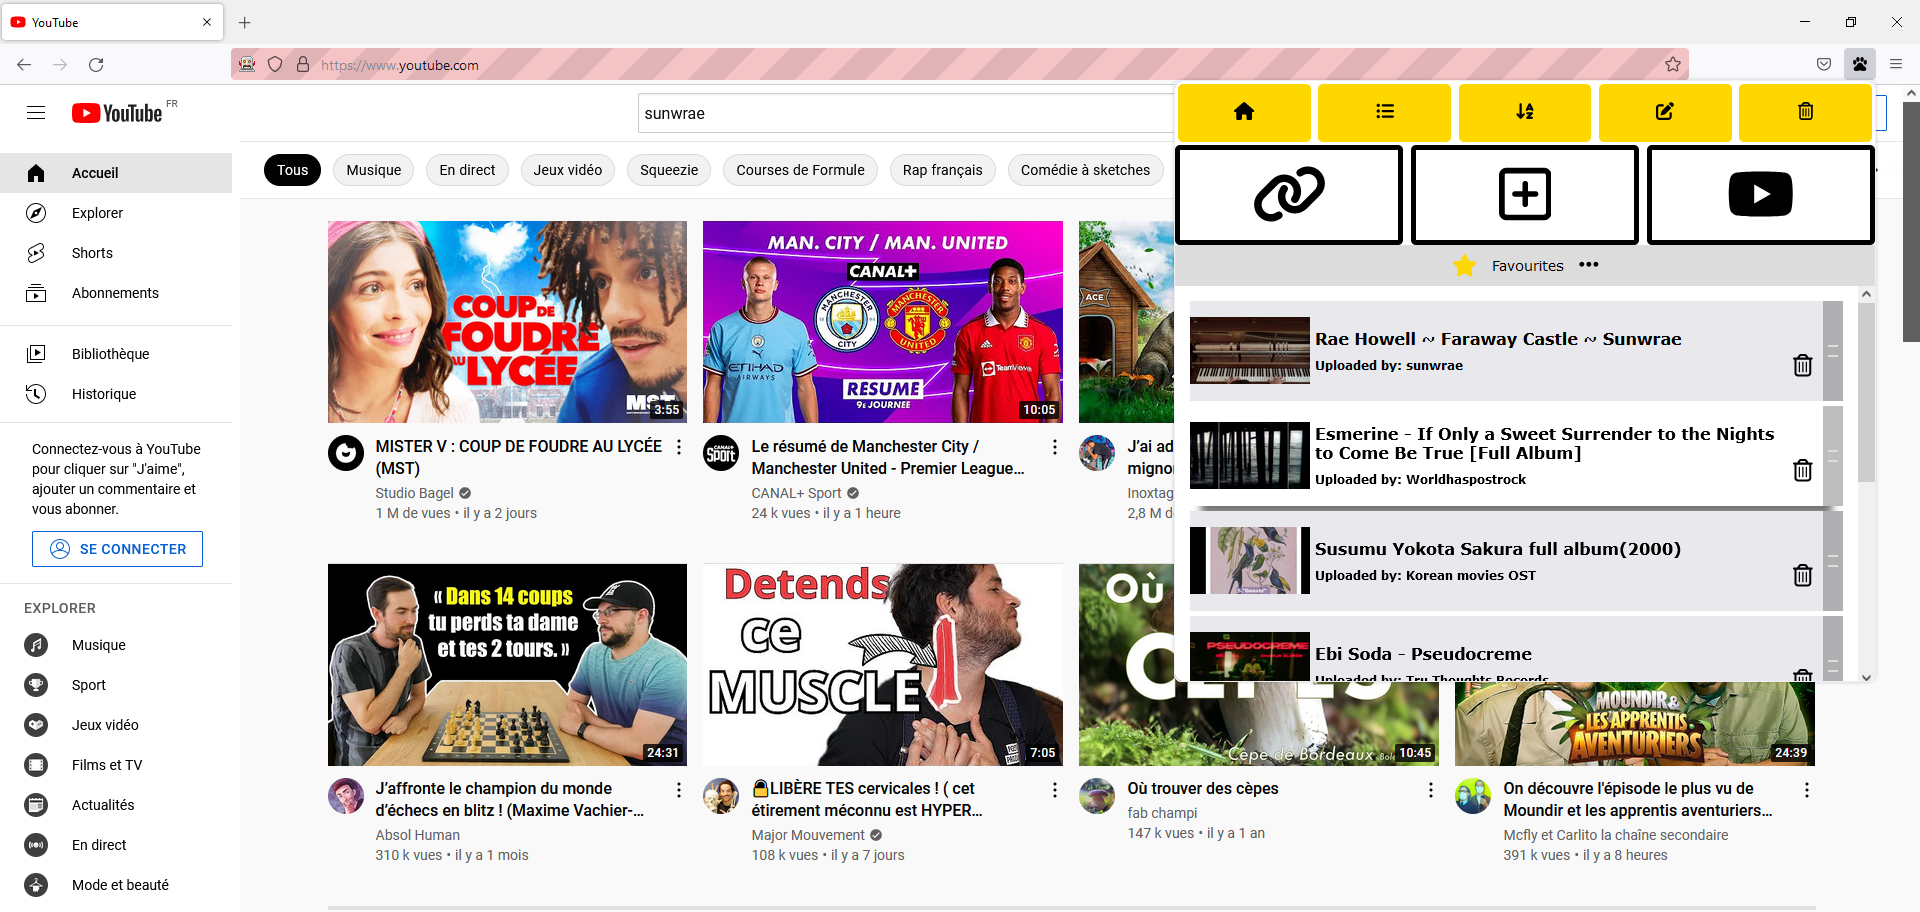 YouTube
https://www.youtube.com
YouTube FR
sunwrae
Tous
Musique
En direct
Jeux vidéo
Squeezie
Courses de Formule
Rap français
Comédie à sketches
Accueil
Explorer
Shorts
Abonnements
Bibliothèque
Historique
Connectez-vous à YouTube
pour cliquer sur "J'aime",
ajouter un commentaire et
vous abonner.
SE CONNECTER
EXPLORER
Musique
Sport
Jeux vidéo
Films et TV
Actualités
En direct
Mode et beauté
COUP DE
FOUDRE
AU LYCÉE
MST
3:55
MISTER V : COUP DE FOUDRE AU LYCÉE
(MST)
Studio Bagel
1 M de vues • il y a 2 jours
MAN. CITY / MAN. UNITED
CANAL+
MANCHESTER
CITY
MANCHESTER
UNITED
ETIHAD
AIRWAYS
TeamViewer
RESUME
9E JOURNEE
10:05
CANAL+
Sport
Le résumé de Manchester City /
Manchester United - Premier League...
CANAL+ Sport
24 k vues • il y a 1 heure
ACE
J'ai ad
mignor
Inoxtag
2,8 M d
« Dans 14 coups
tu perds ta dame
et tes 2 tours. »
24:31
J'affronte le champion du monde
d'échecs en blitz ! (Maxime Vachier-...
Absol Human
310 k vues • il y a 1 mois
Detends
ce
MUSCLE
7:05
LIBÈRE TES cervicales ! ( cet
étirement méconnu est HYPER...
Major Mouvement
108 k vues • il y a 7 jours
Où
CÈPES
Cèpe de Bordeaux
10:45
Où trouver des cèpes
fab champi
147 k vues • il y a 1 an
MOUNDIR &
LES APPRENTIS
AVENTURIERS
24:39
On découvre l'épisode le plus vu de
Moundir et les apprentis aventuriers...
Mcfly et Carlito la chaîne secondaire
391 k vues • il y a 8 heures
Favourites
Rae Howell ~ Faraway Castle ~ Sunwrae
Uploaded by: sunwrae
Esmerine - If Only a Sweet Surrender to the Nights
to Come Be True [Full Album]
Uploaded by: Worldhaspostrock
Susumu Yokota Sakura full album(2000)
Uploaded by: Korean movies OST
PSEUDOCREME
Ebi Soda - Pseudocreme
Uploaded by: Tru Thoughts Records